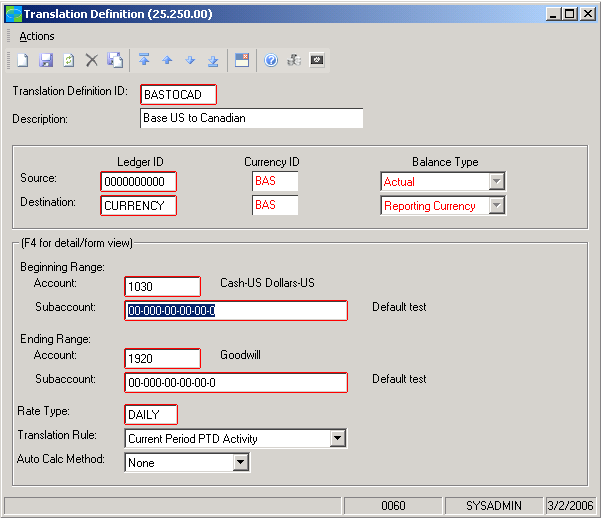 Translation Definition (25.250.00)
Actions
Translation Definition ID: BASTOCAD
Description: Base US to Canadian
Ledger ID Currency ID Balance Type
Source: 0000000000 BAS Actual
Destination: CURRENCY BAS Reporting Currency
(F4 for detail/form view)
Beginning Range:
Account: 1030 Cash-US Dollars-US
Subaccount: 00-000-00-00-00-0 Default test
Ending Range:
Account: 1920 Goodwill
Subaccount: 00-000-00-00-00-0 Default test
Rate Type: DAILY
Translation Rule: Current Period PTD Activity
Auto Calc Method: None
0060 SYSADMIN 3/2/2006